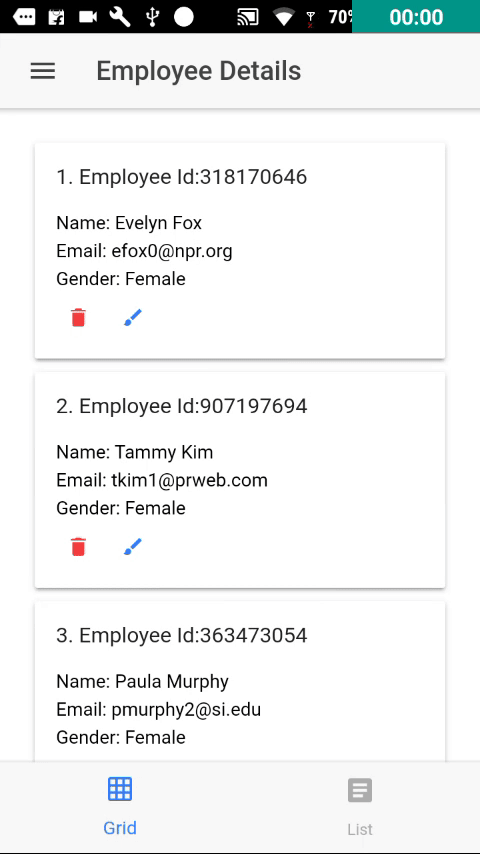 70% 00:00
Employee Details
1. Employee Id:318170646
Name: Evelyn Fox
Email: efox0@npr.org
Gender: Female
2. Employee Id:907197694
Name: Tammy Kim
Email: tkim1@prweb.com
Gender: Female
3. Employee Id:363473054
Name: Paula Murphy
Email: pmurphy2@si.edu
Gender: Female
Grid
List